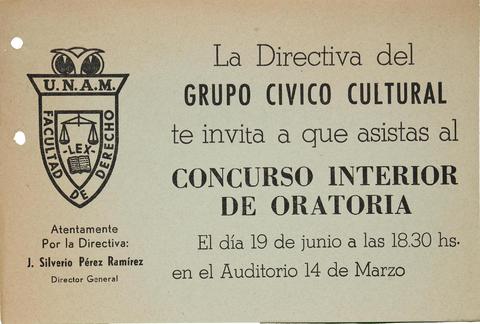 U.N.A.M.
FACULTAD DE DERECHO
-LEX-
Atentamente
Por la Directiva:
J. Silverio Pérez Ramírez
Director General
La Directiva del
GRUPO CIVICO CULTURAL
te invita a que asistas al
CONCURSO INTERIOR
DE ORATORIA
El día 19 de junio a las 18.30 hs.
en el Auditorio 14 de Marzo